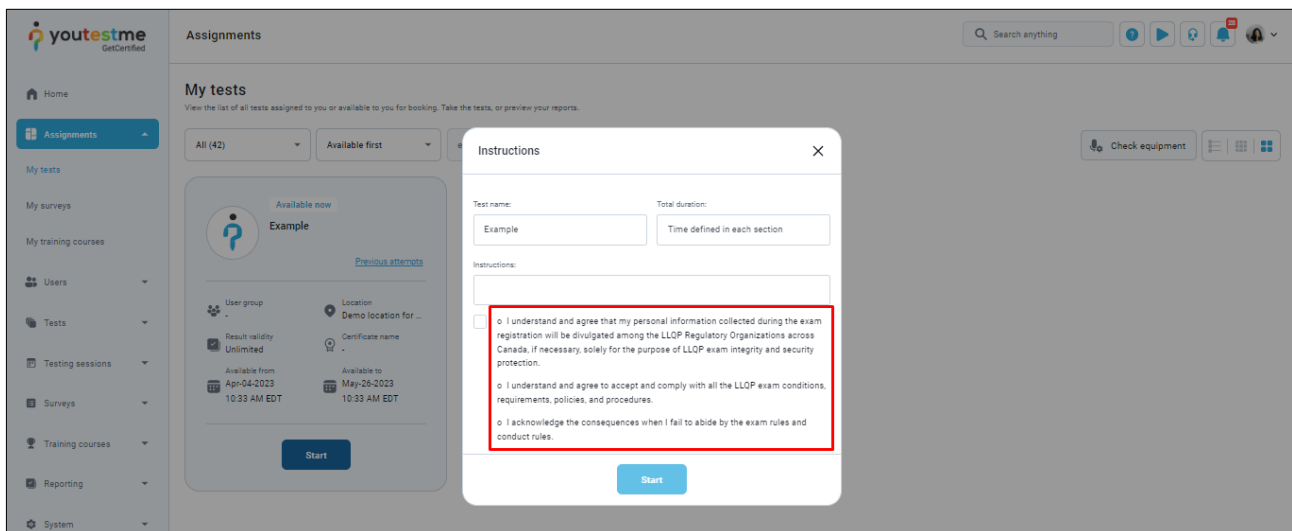 youtestme
GetCertified
Assignments
Search anything
28
Home
Assignments
My tests
My surveys
My training courses
Users
Tests
Testing sessions
Surveys
Training courses
Reporting
System
My tests
View the list of all tests assigned to you or available to you for booking. Take the tests, or preview your reports.
All (42)
Available first
e
Check equipment
Available now
Example
Previous attempts
User group
-
Location
Demo location for ...
Result validity
Unlimited
Certificate name
-
Available from
Apr-04-2023
10:33 AM EDT
Available to
May-26-2023
10:33 AM EDT
Start
Instructions
Test name:
Example
Total duration:
Time defined in each section
Instructions:
o I understand and agree that my personal information collected during the exam
registration will be divulgated among the LLQP Regulatory Organizations across
Canada, if necessary, solely for the purpose of LLQP exam integrity and security
protection.
o I understand and agree to accept and comply with all the LLQP exam conditions,
requirements, policies, and procedures.
o I acknowledge the consequences when I fail to abide by the exam rules and
conduct rules.
Start